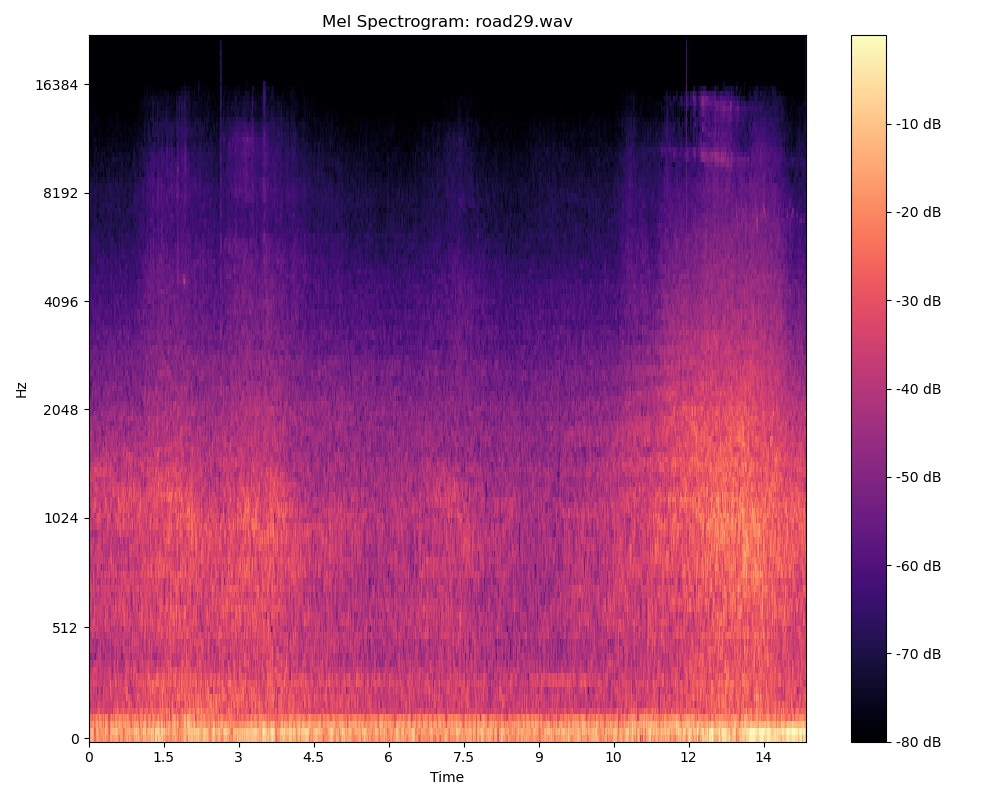 Mel Spectrogram: road29.wav
16384
8192
4096
2048
1024
512
0
Hz
0 1.5 3 4.5 6 7.5 9 10 12 14
Time
-10 dB
-20 dB
-30 dB
-40 dB
-50 dB
-60 dB
-70 dB
-80 dB